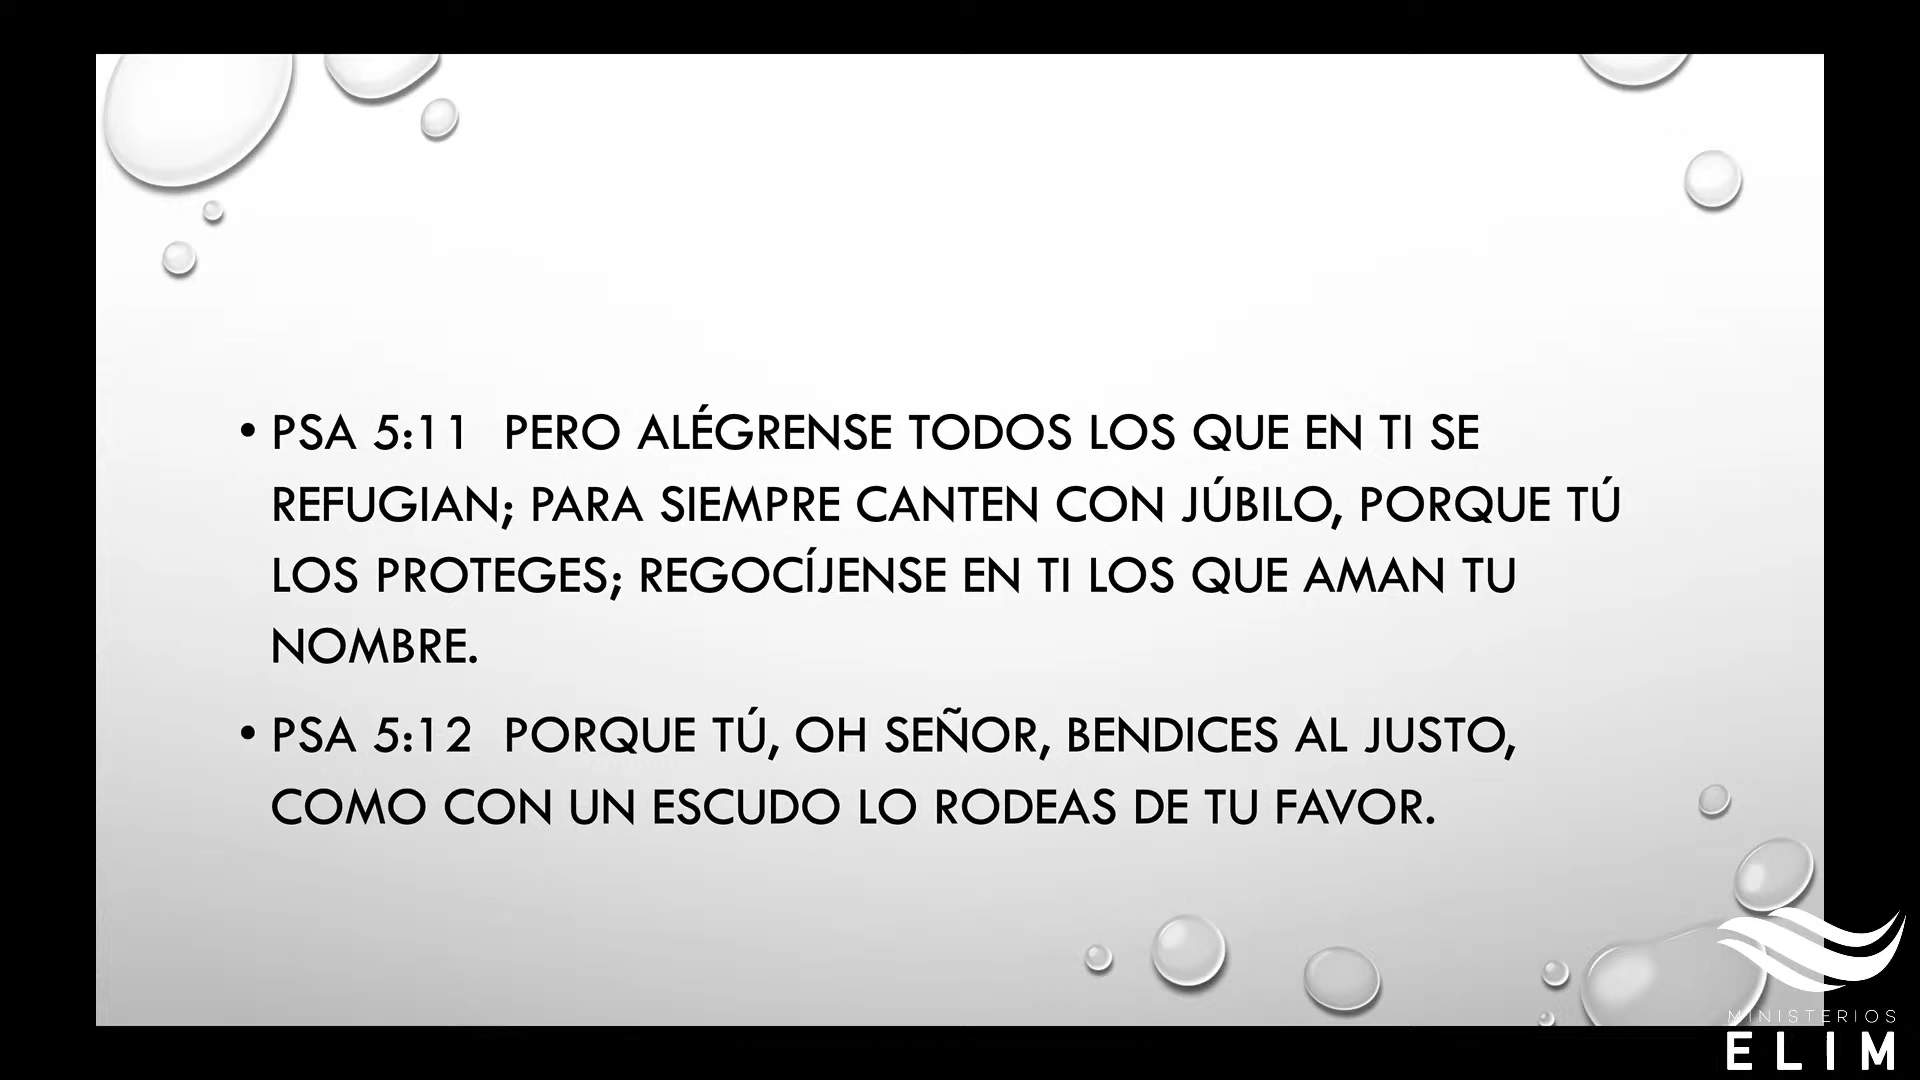 • PSA 5:11  PERO ALÉGRENSE TODOS LOS QUE EN TI SE
REFUGIAN; PARA SIEMPRE CANTEN CON JÚBILO, PORQUE TÚ
LOS PROTEGES; REGOCÍJENSE EN TI LOS QUE AMAN TU
NOMBRE.
• PSA 5:12  PORQUE TÚ, OH SEÑOR, BENDICES AL JUSTO,
COMO CON UN ESCUDO LO RODEAS DE TU FAVOR.
MINISTERIOS
ÉLIM